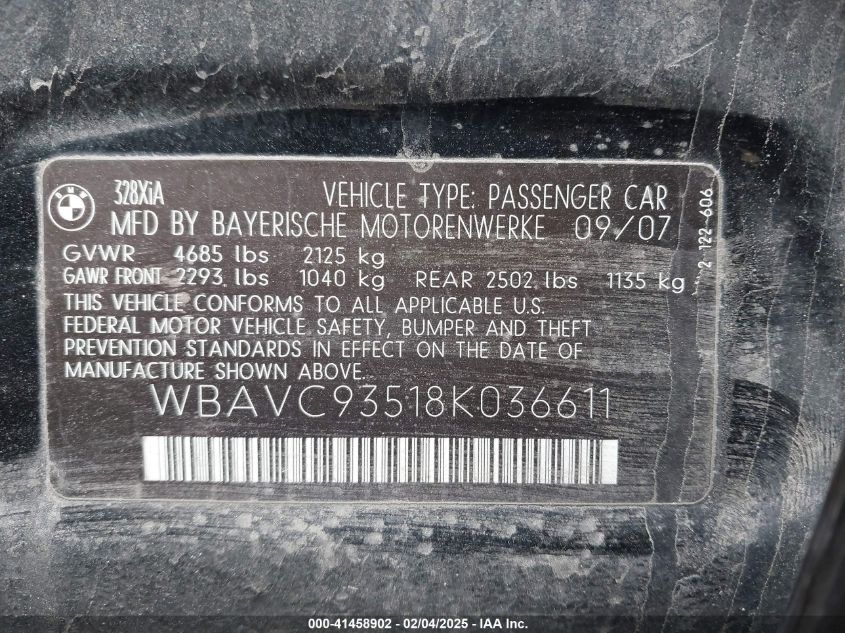 BMW
328XiA VEHICLE TYPE: PASSENGER CAR
MFD BY BAYERISCHE MOTORENWERKE 09/07
GVWR 4685 lbs 2125 kg
GAWR FRONT 2293 lbs 1040 kg REAR 2502 lbs 1135 kg
THIS VEHICLE CONFORMS TO ALL APPLICABLE U.S.
FEDERAL MOTOR VEHICLE SAFETY, BUMPER AND THEFT
PREVENTION STANDARDS IN EFFECT ON THE DATE OF
MANUFACTURE SHOWN ABOVE.
WBAVC93518K036611
2 122 606
000-41458902 - 02/04/2025 - IAA Inc.